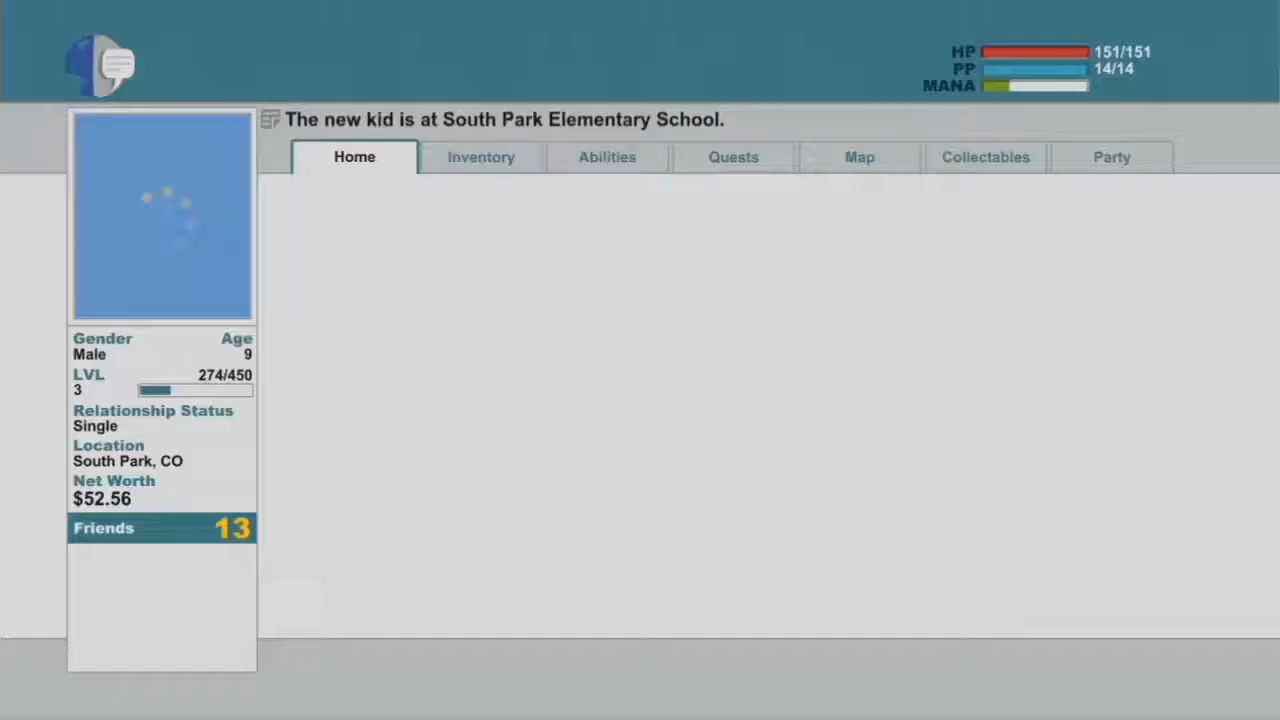 HP 151/151
PP 14/14
MANA
The new kid is at South Park Elementary School.
Home Inventory Abilities Quests Map Collectables Party
Gender Age
Male 9
LVL 274/450
3
Relationship Status
Single
Location
South Park, CO
Net Worth
$52.56
Friends 13